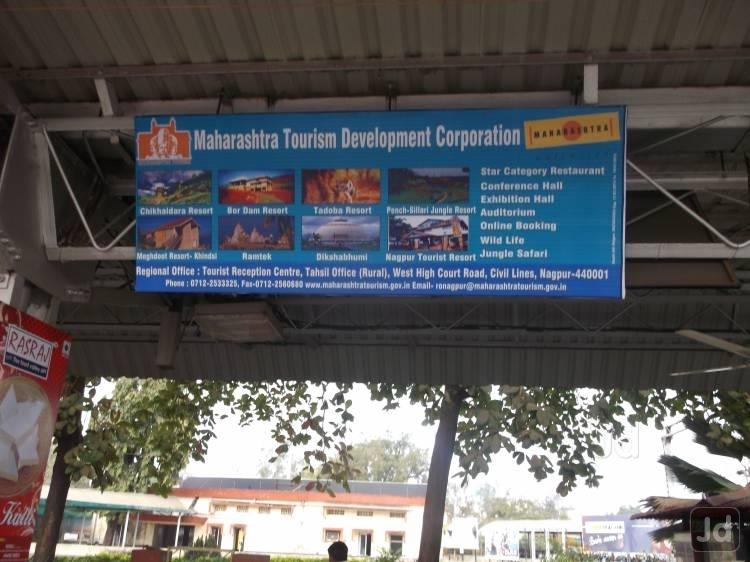 Maharashtra Tourism Development Corporation
MAHARASHTRA
Chikhaldara Resort
Bor Dam Resort
Tadoba Resort
Pench-Sillari Jungle Resort
Meghdoot Resort- Khindsi
Ramtek
Dikshabhumi
Nagpur Tourist Resort
Star Category Restaurant
Conference Hall
Exhibition Hall
Auditorium
Online Booking
Wild Life
Jungle Safari
Regional Office : Tourist Reception Centre, Tahsil Office (Rural), West High Court Road, Civil Lines, Nagpur-440001
Phone : 0712-2533325, Fax-0712-2560680 www.maharashtratourism.gov.in Email- ronagpur@maharashtratourism.gov.in
RASRAJ
Jd